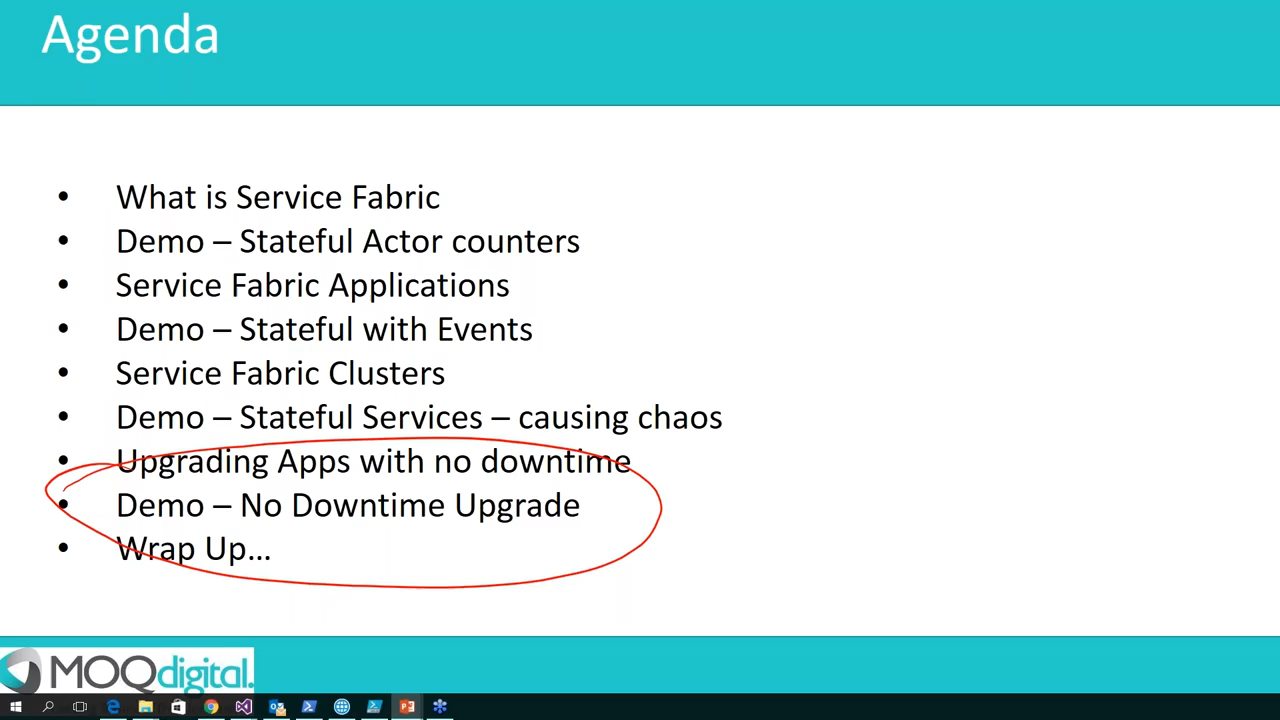 Agenda
• What is Service Fabric
• Demo – Stateful Actor counters
• Service Fabric Applications
• Demo – Stateful with Events
• Service Fabric Clusters
• Demo – Stateful Services – causing chaos
• Upgrading Apps with no downtime
• Demo – No Downtime Upgrade
• Wrap Up…
MOQdigital.